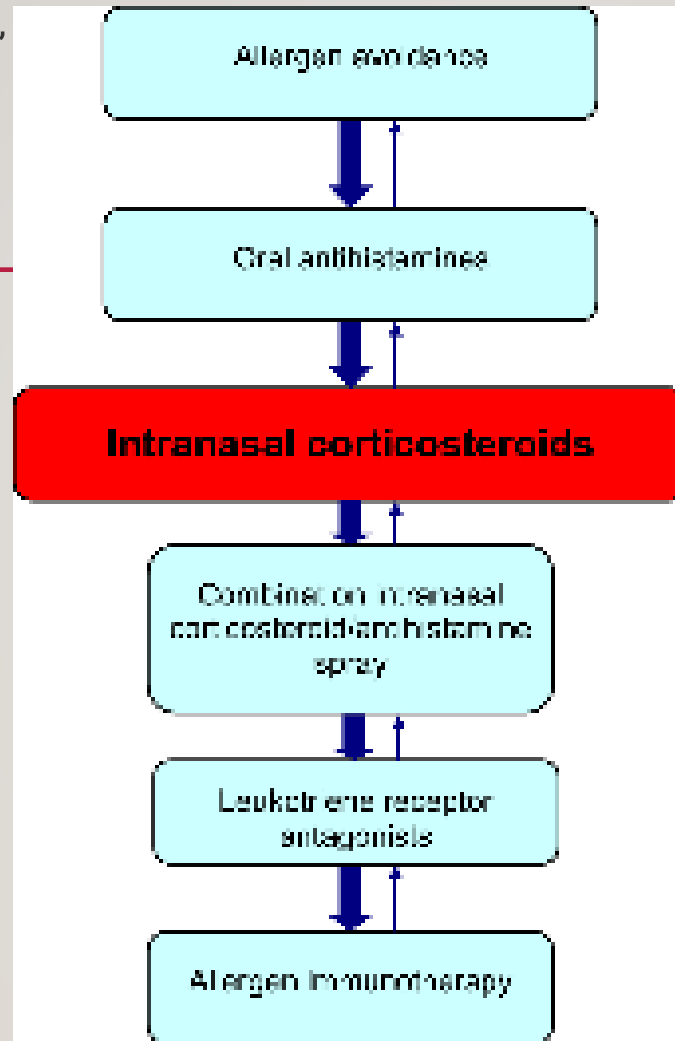 Allergen avoidance
Oral antihistamines
Intranasal corticosteroids
Combination intranasal
corticosteroid/antihistamine
spray
Leukotriene receptor
antagonists
Allergen immunotherapy